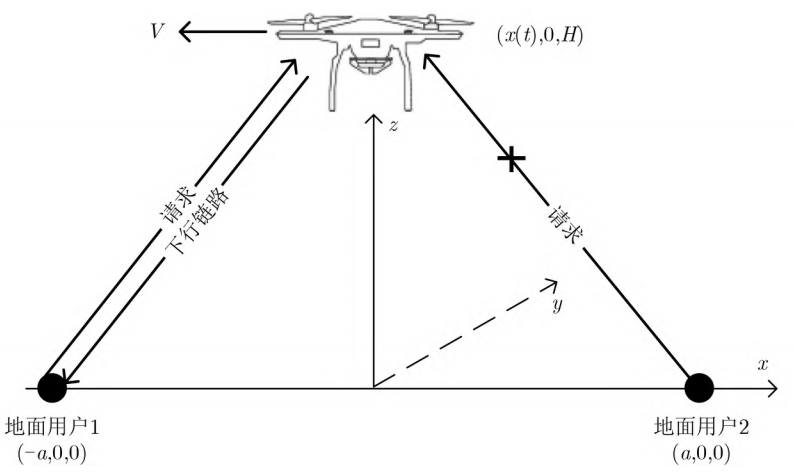 V
(x(t),0,H)
z
请求
下行链路
请求
y
x
地面用户1
(-a,0,0)
地面用户2
(a,0,0)